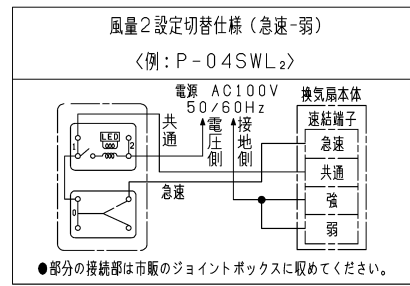 風量2設定切替仕様（急速-弱）
〈例：P-04SWL₂〉
電源 AC100V
50/60Hz
換気扇本体
速結端子
急速
共通
強
弱
共通
電圧側
接地側
LED
1
2
0
急速
●部分の接続部は市販のジョイントボックスに収めてください。